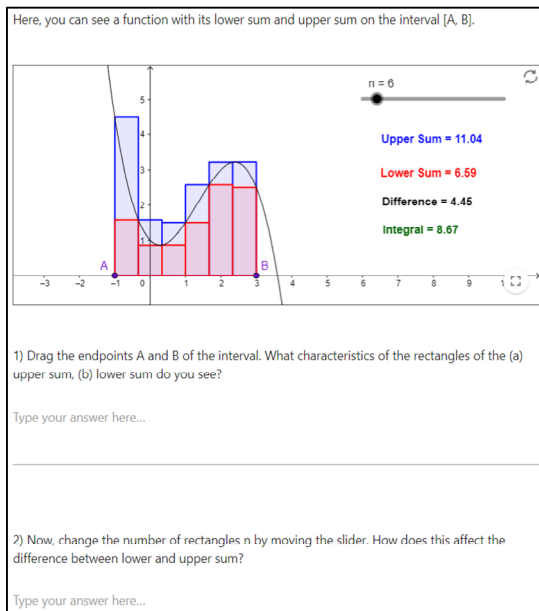 Here, you can see a function with its lower sum and upper sum on the interval [A, B].
n = 6
5
4
3
2
1
Upper Sum = 11.04
Lower Sum = 6.59
Difference = 4.45
Integral = 8.67
A
B
−3 −2 −1 0 1 2 3 4 5 6 7 8 9 1
1) Drag the endpoints A and B of the interval. What characteristics of the rectangles of the (a)
upper sum, (b) lower sum do you see?
Type your answer here...
2) Now, change the number of rectangles n by moving the slider. How does this affect the
difference between lower and upper sum?
Type your answer here...